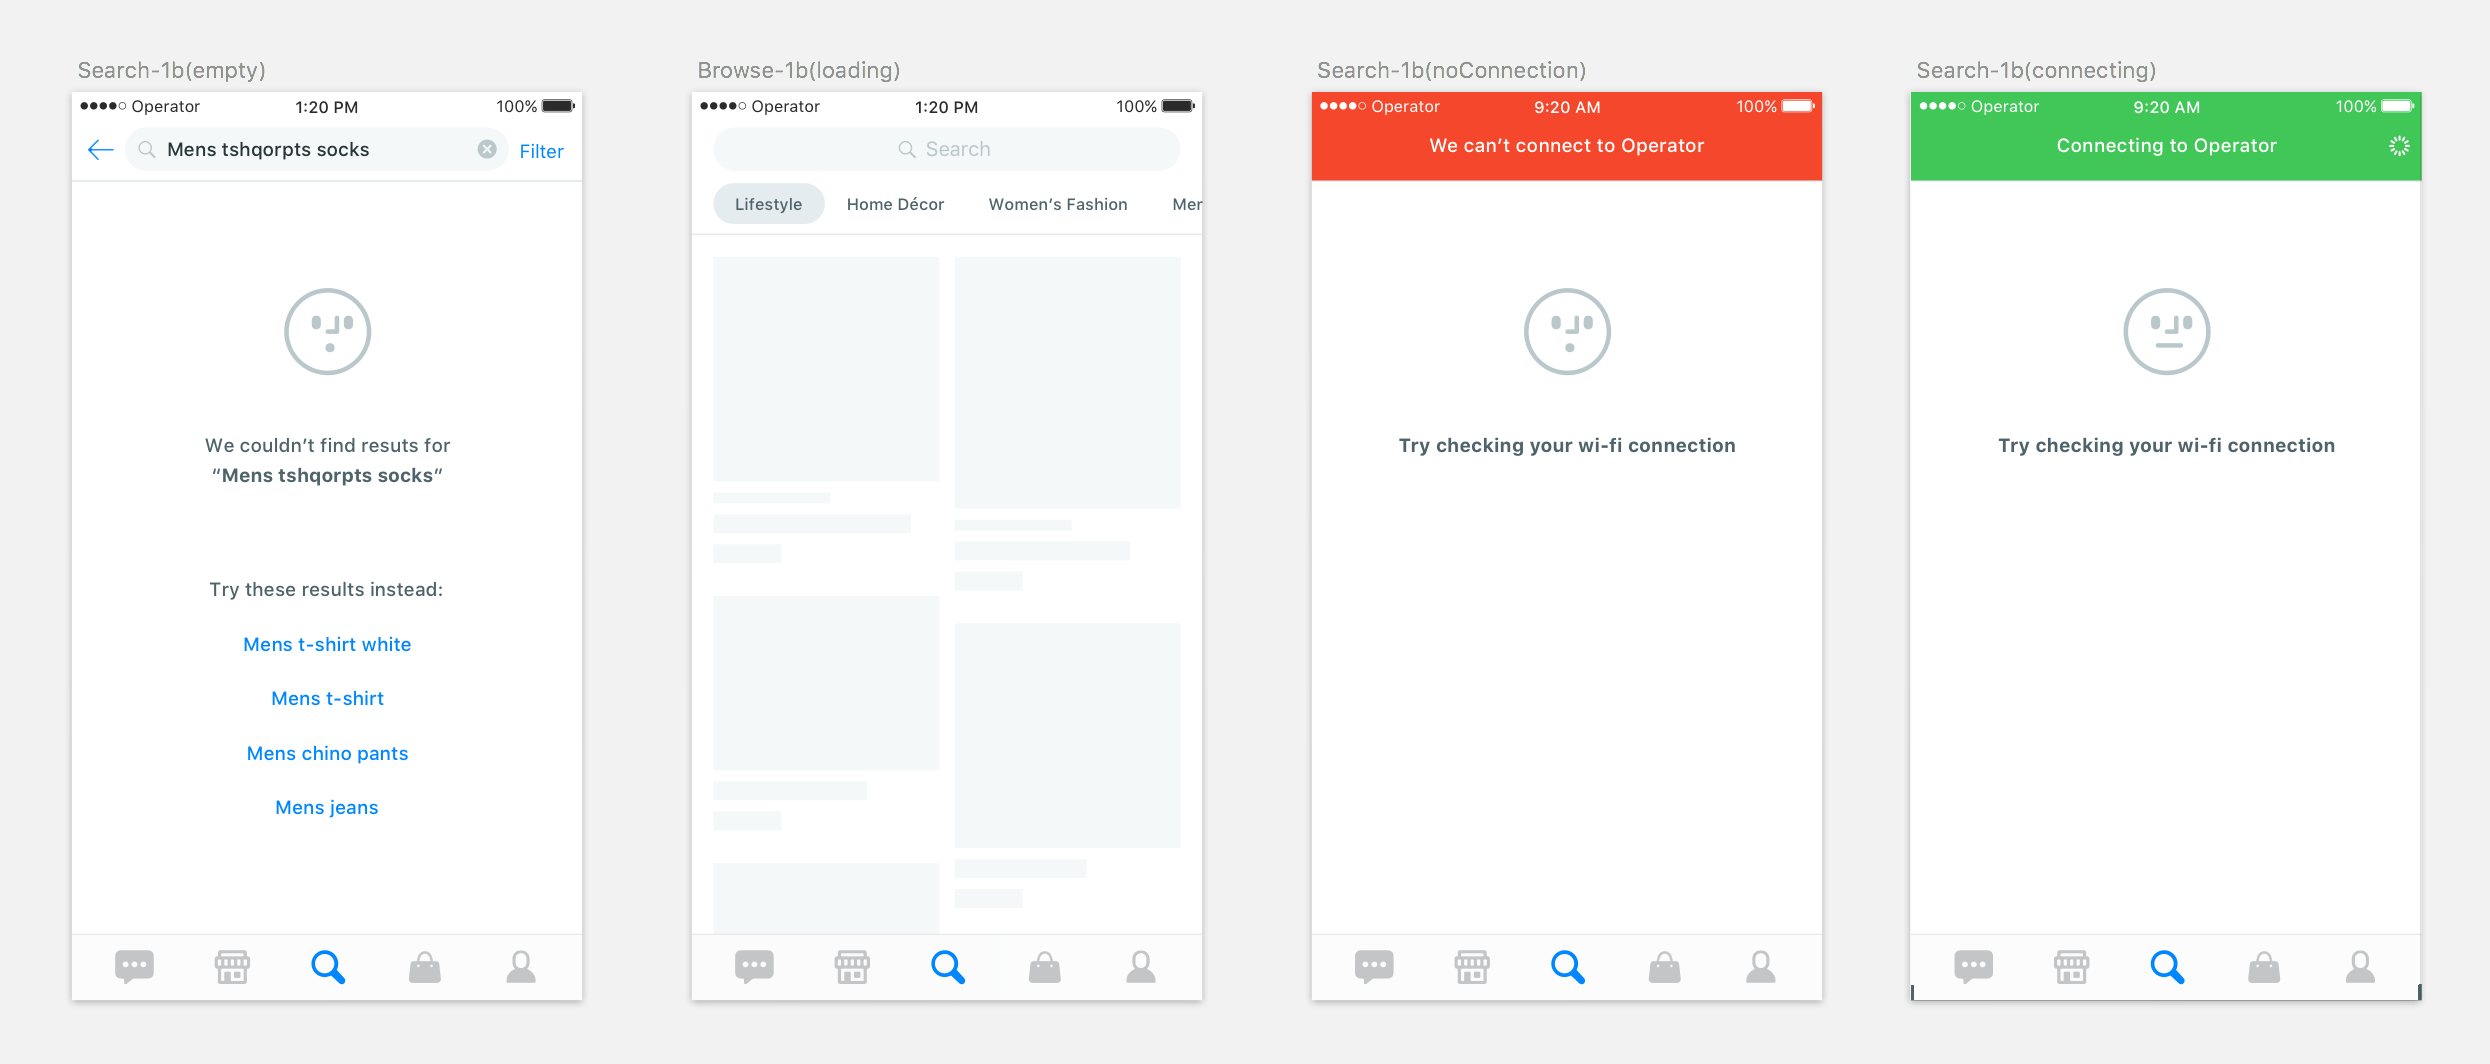 Search-1b(empty)
Operator 1:20 PM 100%
Mens tshqorpts socks Filter
We couldn’t find resuts for
“Mens tshqorpts socks”
Try these results instead:
Mens t-shirt white
Mens t-shirt
Mens chino pants
Mens jeans
Browse-1b(loading)
Operator 1:20 PM 100%
Search
Lifestyle Home Décor Women’s Fashion Mer
Search-1b(noConnection)
Operator 9:20 AM 100%
We can’t connect to Operator
Try checking your wi-fi connection
Search-1b(connecting)
Operator 9:20 AM 100%
Connecting to Operator
Try checking your wi-fi connection